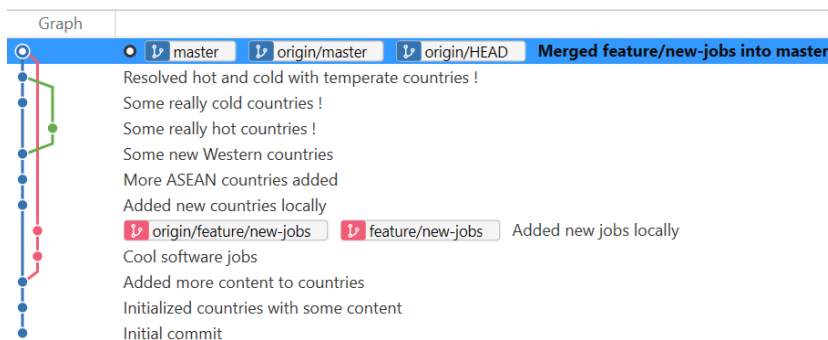 Graph
master origin/master origin/HEAD Merged feature/new-jobs into master
Resolved hot and cold with temperate countries !
Some really cold countries !
Some really hot countries !
Some new Western countries
More ASEAN countries added
Added new countries locally
origin/feature/new-jobs feature/new-jobs Added new jobs locally
Cool software jobs
Added more content to countries
Initialized countries with some content
Initial commit